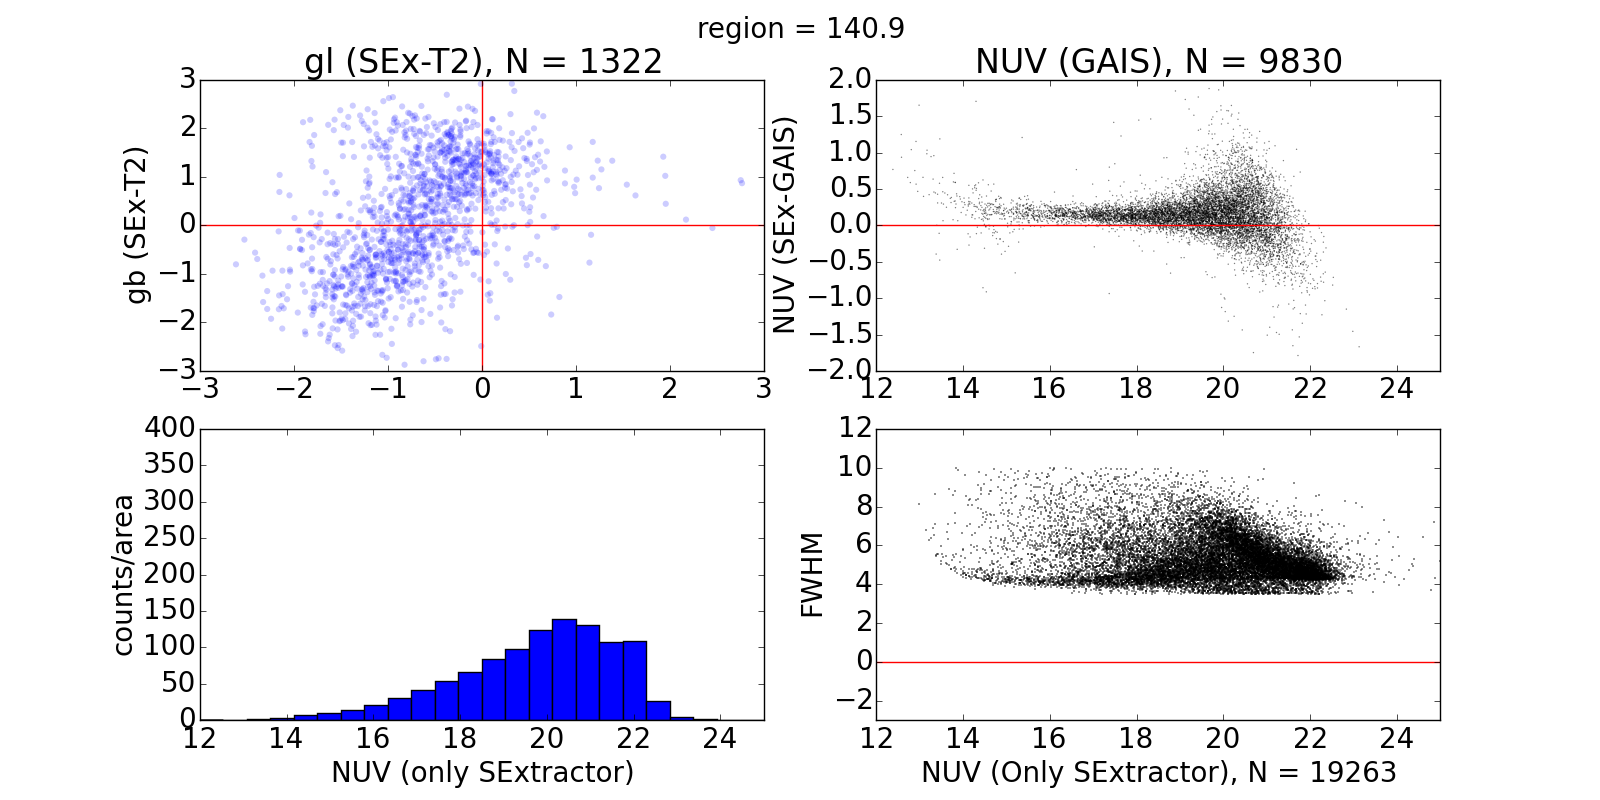 region = 140.9
gl (SEx-T2), N = 1322
NUV (GAIS), N = 9830
gb (SEx-T2)
3
2
1
0
−1
−2
−3
−3 −2 −1 0 1 2 3
NUV (SEx-GAIS)
2.0
1.5
1.0
0.5
0.0
−0.5
−1.0
−1.5
−2.0
12 14 16 18 20 22 24
counts/area
400
350
300
250
200
150
100
50
0
12 14 16 18 20 22 24
NUV (only SExtractor)
FWHM
12
10
8
6
4
2
0
−2
12 14 16 18 20 22 24
NUV (Only SExtractor), N = 19263